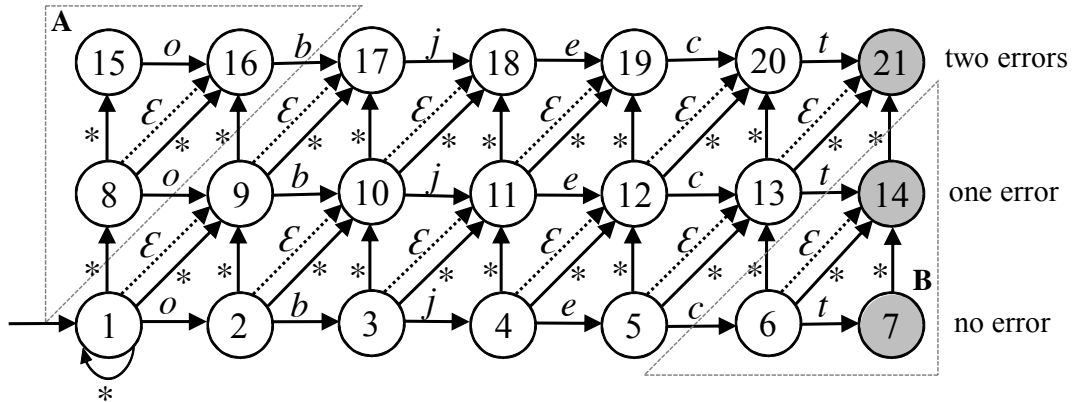 A
15 o 16 b 17 j 18 e 19 c 20 t 21 two errors
* ε * * ε * * ε * * ε * * ε * * ε * *
8 o 9 b 10 j 11 e 12 c 13 t 14 one error
* ε * * ε * * ε * * ε * * ε * * ε * * B
1 o 2 b 3 j 4 e 5 c 6 t 7 no error
*